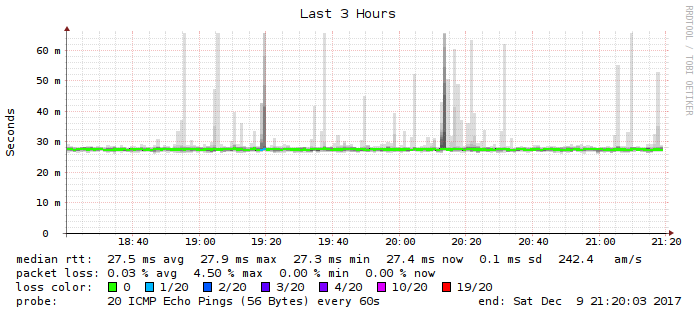 Last 3 Hours
RRDTOOL / TOBI OETIKER
Seconds
60 m
50 m
40 m
30 m
20 m
10 m
0
18:40 19:00 19:20 19:40 20:00 20:20 20:40 21:00 21:20
median rtt: 27.5 ms avg 27.9 ms max 27.3 ms min 27.4 ms now 0.1 ms sd 242.4 am/s
packet loss: 0.03 % avg 4.50 % max 0.00 % min 0.00 % now
loss color: 0 1/20 2/20 3/20 4/20 10/20 19/20
probe: 20 ICMP Echo Pings (56 Bytes) every 60s end: Sat Dec 9 21:20:03 2017